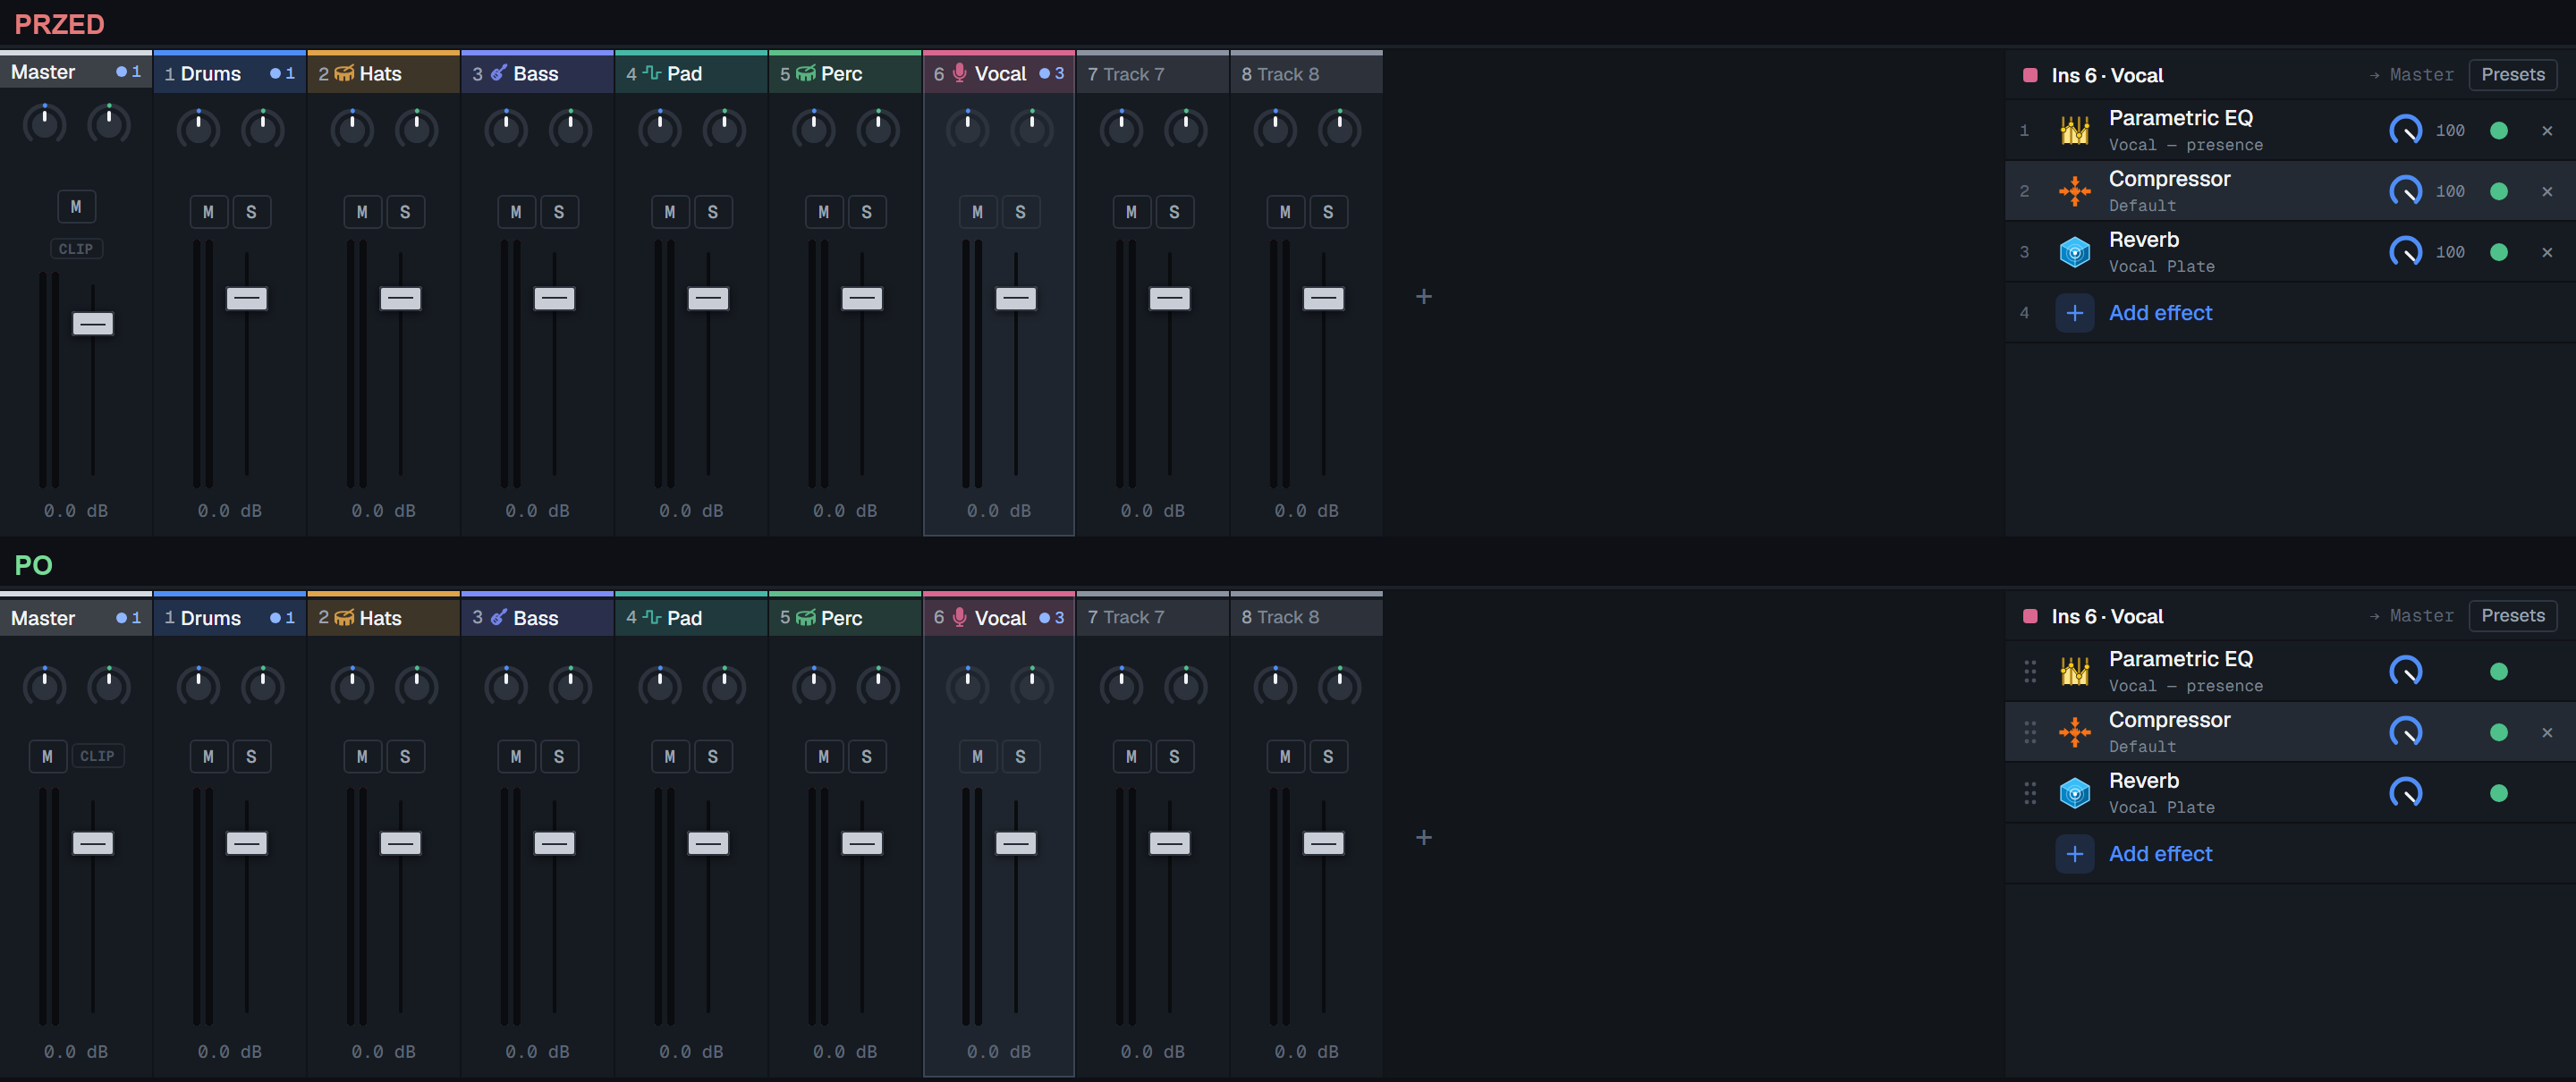 PRZED
Master 1 1 Drums 1 2 Hats 3 Bass 4 Pad 5 Perc 6 Vocal 3 7 Track 7 8 Track 8
Ins 6 · Vocal → Master Presets
1 Parametric EQ 100 ×
Vocal — presence
M M S M S M S M S M S M S M S M S
2 Compressor 100 ×
Default
CLIP
3 Reverb 100 ×
Vocal Plate
+
4 + Add effect
0.0 dB 0.0 dB 0.0 dB 0.0 dB 0.0 dB 0.0 dB 0.0 dB 0.0 dB 0.0 dB
PO
Master 1 1 Drums 1 2 Hats 3 Bass 4 Pad 5 Perc 6 Vocal 3 7 Track 7 8 Track 8
Ins 6 · Vocal → Master Presets
Parametric EQ
Vocal — presence
Compressor ×
Default
M CLIP M S M S M S M S M S M S M S M S
Reverb
Vocal Plate
+
+ Add effect
0.0 dB 0.0 dB 0.0 dB 0.0 dB 0.0 dB 0.0 dB 0.0 dB 0.0 dB 0.0 dB